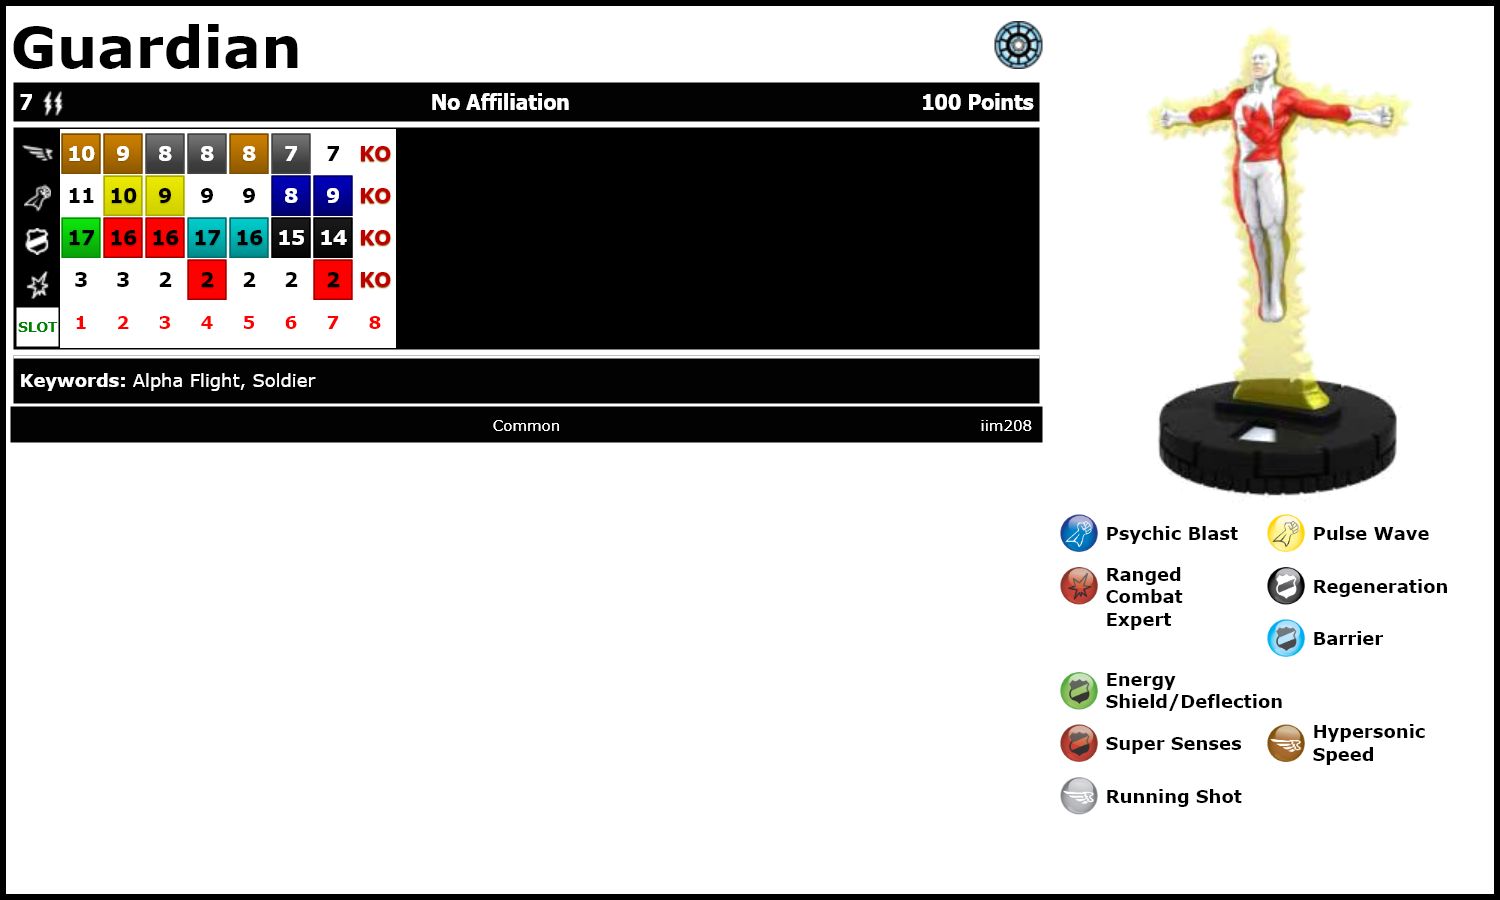 Guardian
7 No Affiliation 100 Points
10 9 8 8 8 7 7 KO
11 10 9 9 9 8 9 KO
17 16 16 17 16 15 14 KO
3 3 2 2 2 2 2 KO
SLOT 1 2 3 4 5 6 7 8
Keywords: Alpha Flight, Soldier
Common iim208
Psychic Blast Pulse Wave
Ranged
Combat
Expert
Regeneration
Barrier
Energy
Shield/Deflection
Super Senses
Hypersonic
Speed
Running Shot